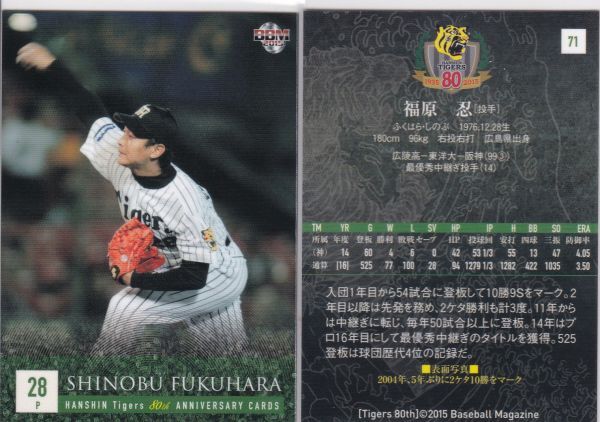 BBM
2015
Tigers
28
P
SHINOBU FUKUHARA
HANSHIN Tigers 80th ANNIVERSARY CARDS
71
HANSHIN
TIGERS
1935 80 2015
福原 忍[投手]
ふくはら・しのぶ 1976.12.28生
180cm 96kg 右投右打 広島県出身
広陵高ー東洋大ー阪神(99③)
最優秀中継ぎ投手(14)
TM YR G W L SV HP IP H BB SO ERA
所属 年度 登板 勝利 敗戦 セーブ HP 投球回 安打 四球 三振 防御率
(神) '14 60 4 6 0 42 53 1/3 55 13 47 4.05
通算 [16] 525 77 100 28 94 1279 1/3 1282 422 1035 3.50
入団1年目から54試合に登板して10勝9Sをマーク。2
年目以降は先発を務め、2ケタ勝利も計3度。11年から
は中継ぎに転じ、毎年50試合以上に登板。14年はプ
ロ16年目にして最優秀中継ぎのタイトルを獲得。525
登板は球団歴代4位の記録だ。
■表面写真■
2004年、5年ぶりに2ケタ10勝をマーク
[Tigers 80th]©2015 Baseball Magazine